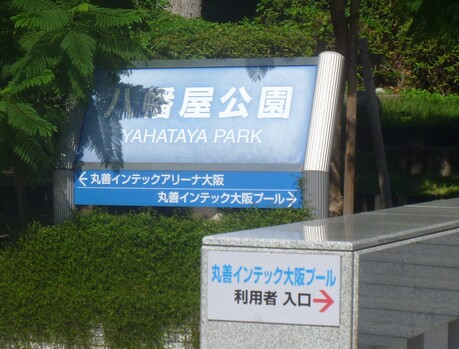 八幡屋公園
YAHATAYA PARK
←丸善インテックアリーナ大阪
丸善インテック大阪プール→
丸善インテック大阪プール
利用者 入口→